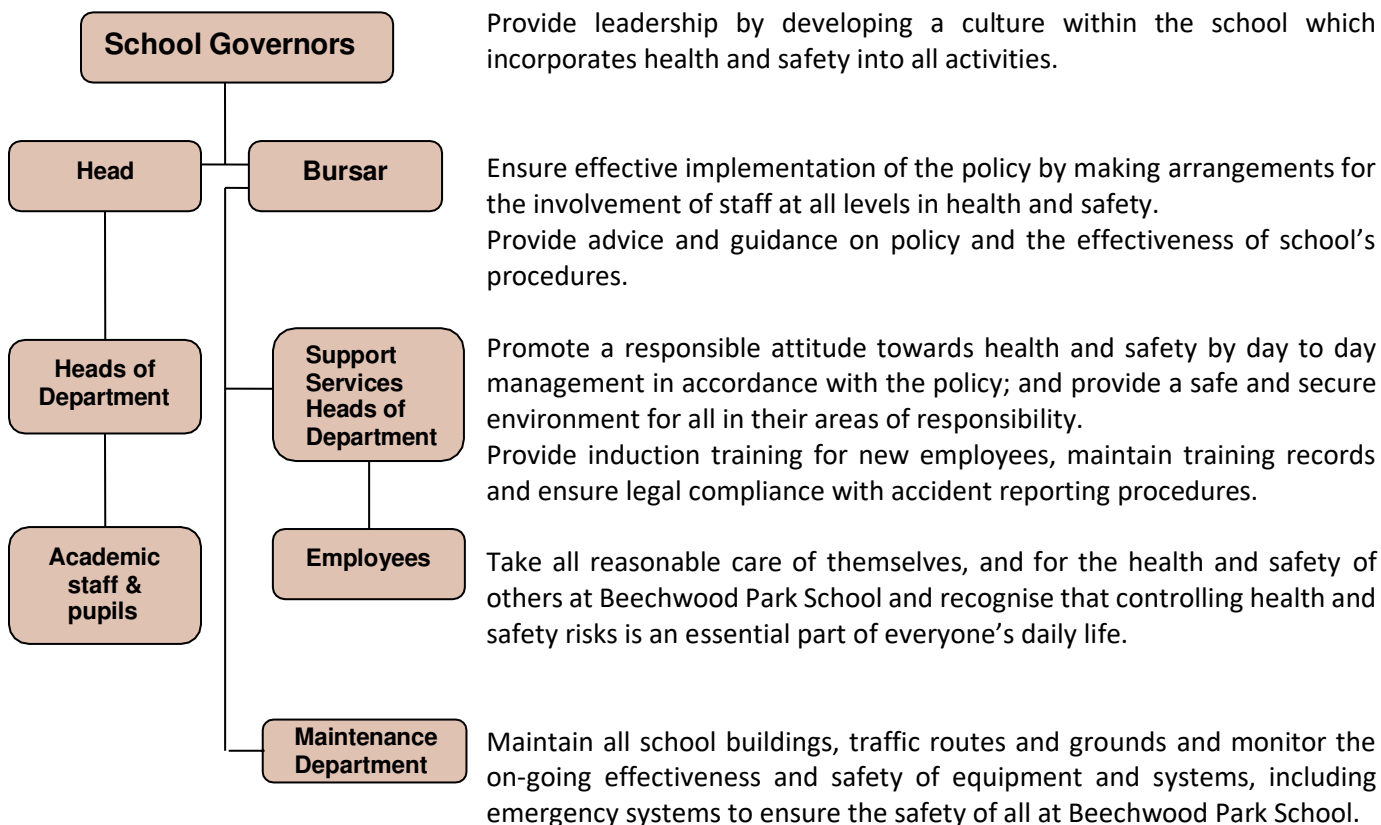 School Governors
Provide leadership by developing a culture within the school which
incorporates health and safety into all activities.
Head
Bursar
Ensure effective implementation of the policy by making arrangements for
the involvement of staff at all levels in health and safety.
Provide advice and guidance on policy and the effectiveness of school's
procedures.
Heads of
Department
Support
Services
Heads of
Department
Promote a responsible attitude towards health and safety by day to day
management in accordance with the policy; and provide a safe and secure
environment for all in their areas of responsibility.
Provide induction training for new employees, maintain training records
and ensure legal compliance with accident reporting procedures.
Academic
staff &
pupils
Employees
Take all reasonable care of themselves, and for the health and safety of
others at Beechwood Park School and recognise that controlling health and
safety risks is an essential part of everyone's daily life.
Maintenance
Department
Maintain all school buildings, traffic routes and grounds and monitor the
on-going effectiveness and safety of equipment and systems, including
emergency systems to ensure the safety of all at Beechwood Park School.